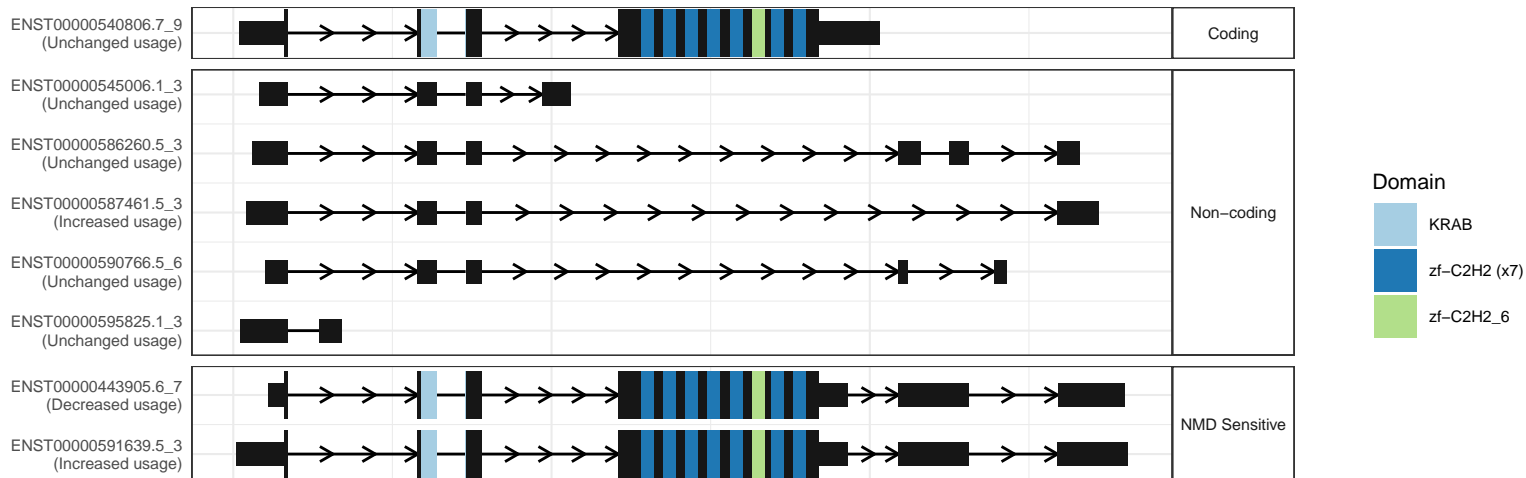 ENST00000540806.7_9
(Unchanged usage)
Coding
ENST00000545006.1_3
(Unchanged usage)
ENST00000586260.5_3
(Unchanged usage)
ENST00000587461.5_3
(Increased usage)
Non−coding
ENST00000590766.5_6
(Unchanged usage)
ENST00000595825.1_3
(Unchanged usage)
ENST00000443905.6_7
(Decreased usage)
NMD Sensitive
ENST00000591639.5_3
(Increased usage)
Domain
KRAB
zf−C2H2 (x7)
zf−C2H2_6